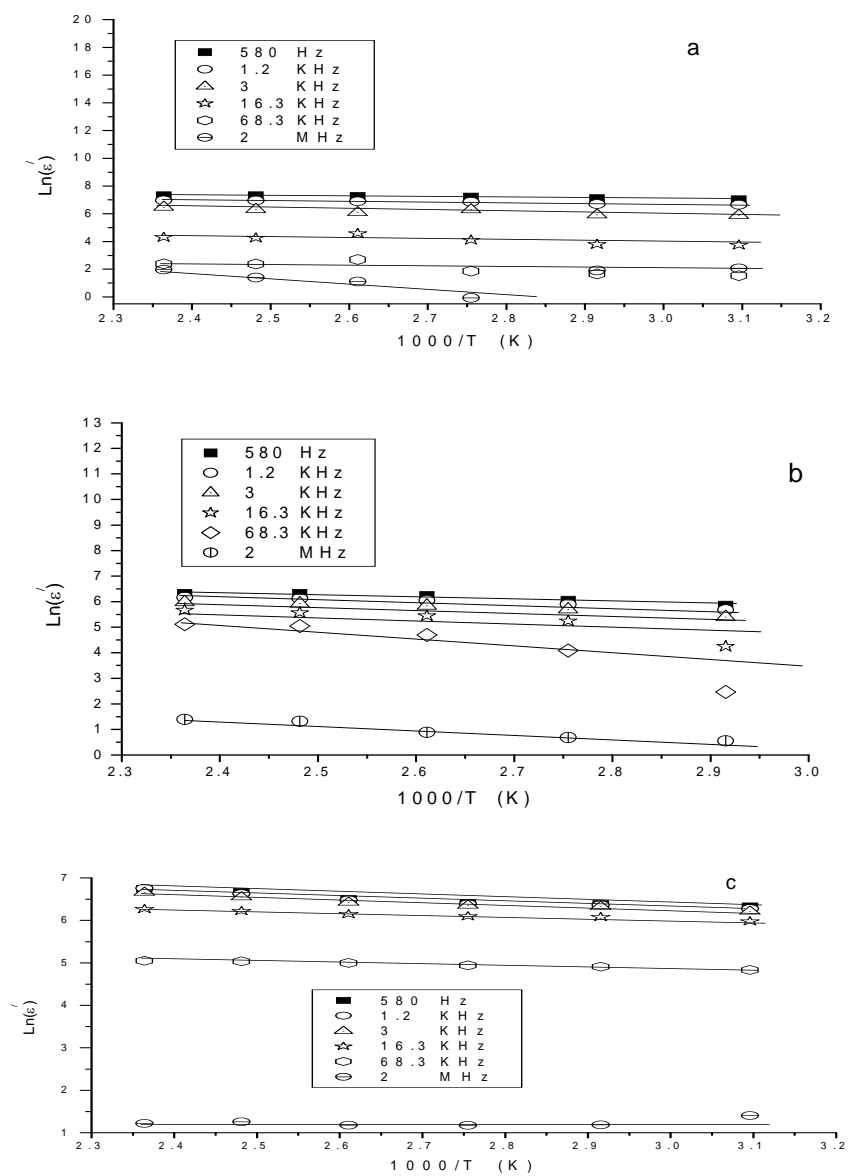 a
20
18
16
14
12
10
8
6
4
2
0
Ln(ε′)
580 Hz
1.2 KHz
3 KHz
16.3 KHz
68.3 KHz
2 MHz
2.3 2.4 2.5 2.6 2.7 2.8 2.9 3.0 3.1 3.2
1000/T (K)
b
13
12
11
10
9
8
7
6
5
4
3
2
1
0
Ln(ε′)
580 Hz
1.2 KHz
3 KHz
16.3 KHz
68.3 KHz
2 MHz
2.3 2.4 2.5 2.6 2.7 2.8 2.9 3.0
1000/T (K)
c
7
6
5
4
3
2
1
Ln(ε′)
580 Hz
1.2 KHz
3 KHz
16.3 KHz
68.3 KHz
2 MHz
2.3 2.4 2.5 2.6 2.7 2.8 2.9 3.0 3.1 3.2
1000/T (K)